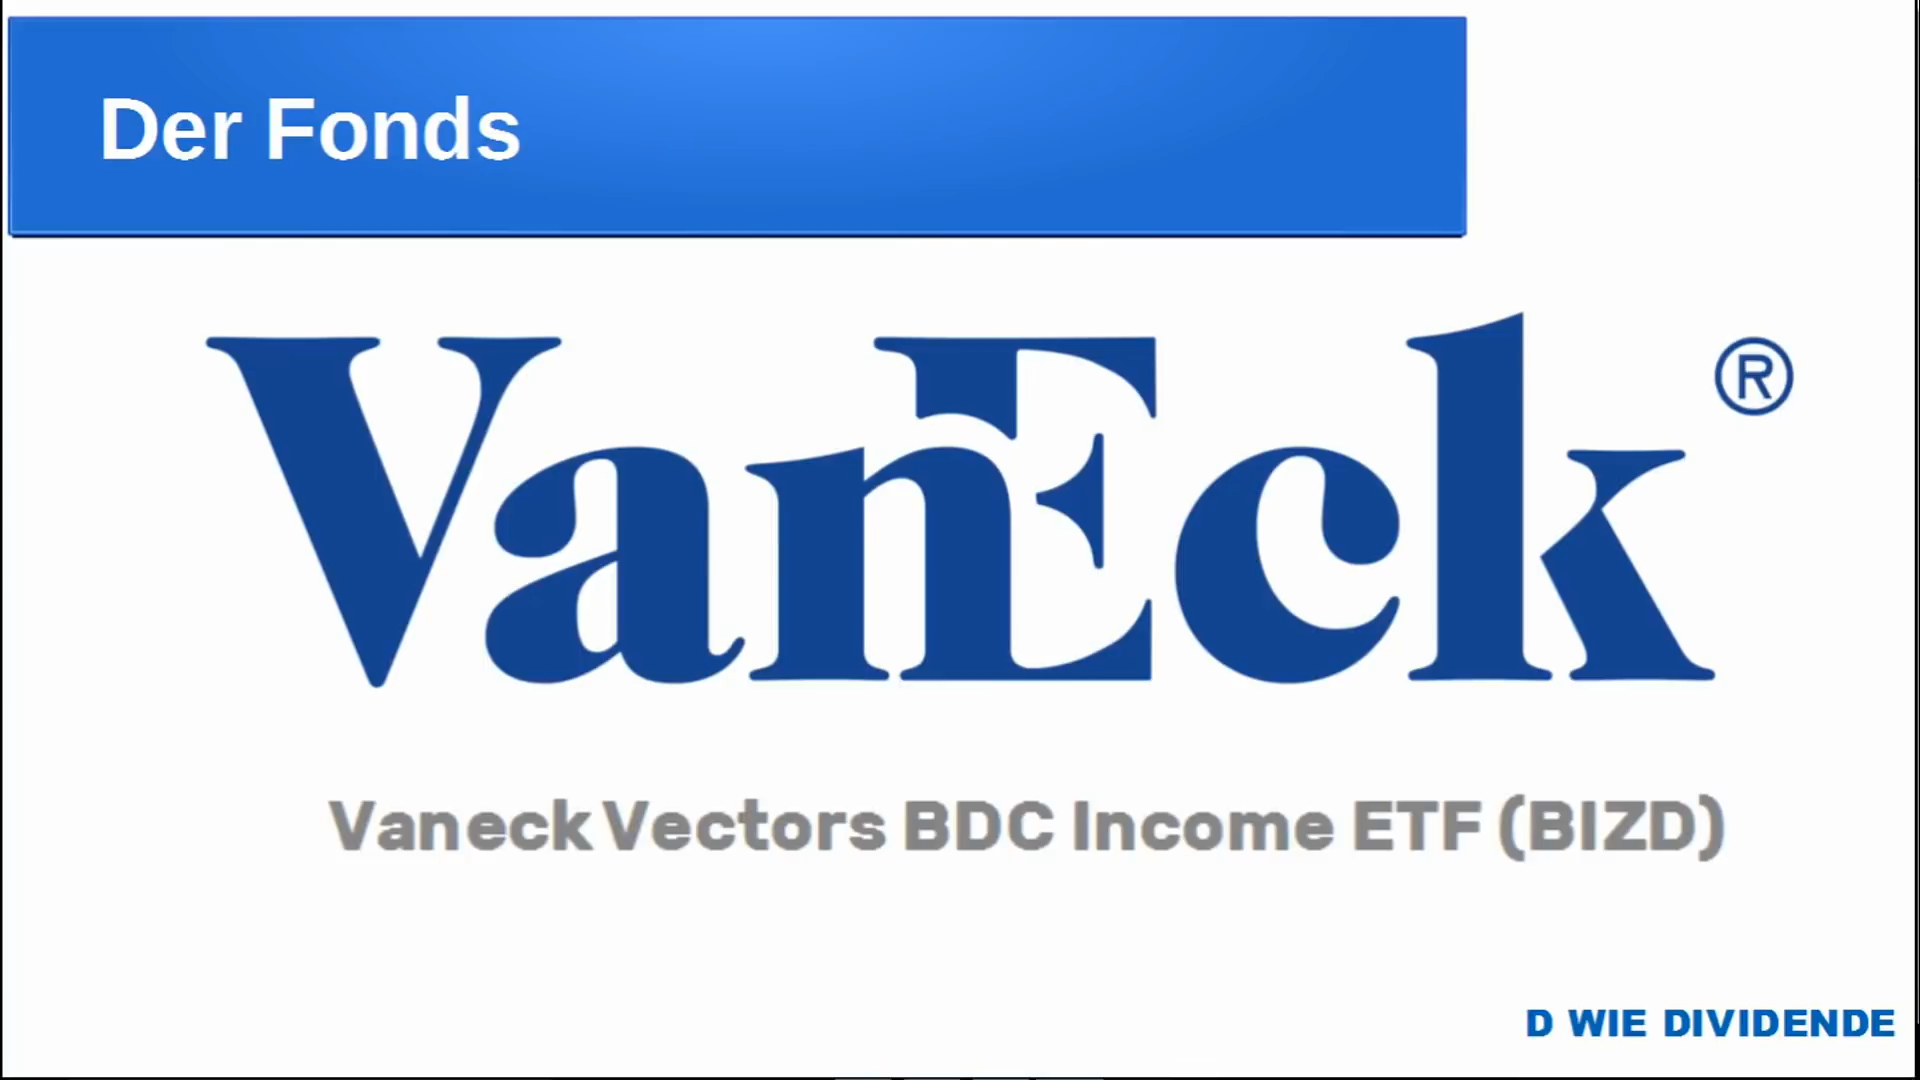 Der Fonds
VanEck®
Vaneck Vectors BDC Income ETF (BIZD)
D WIE DIVIDENDE